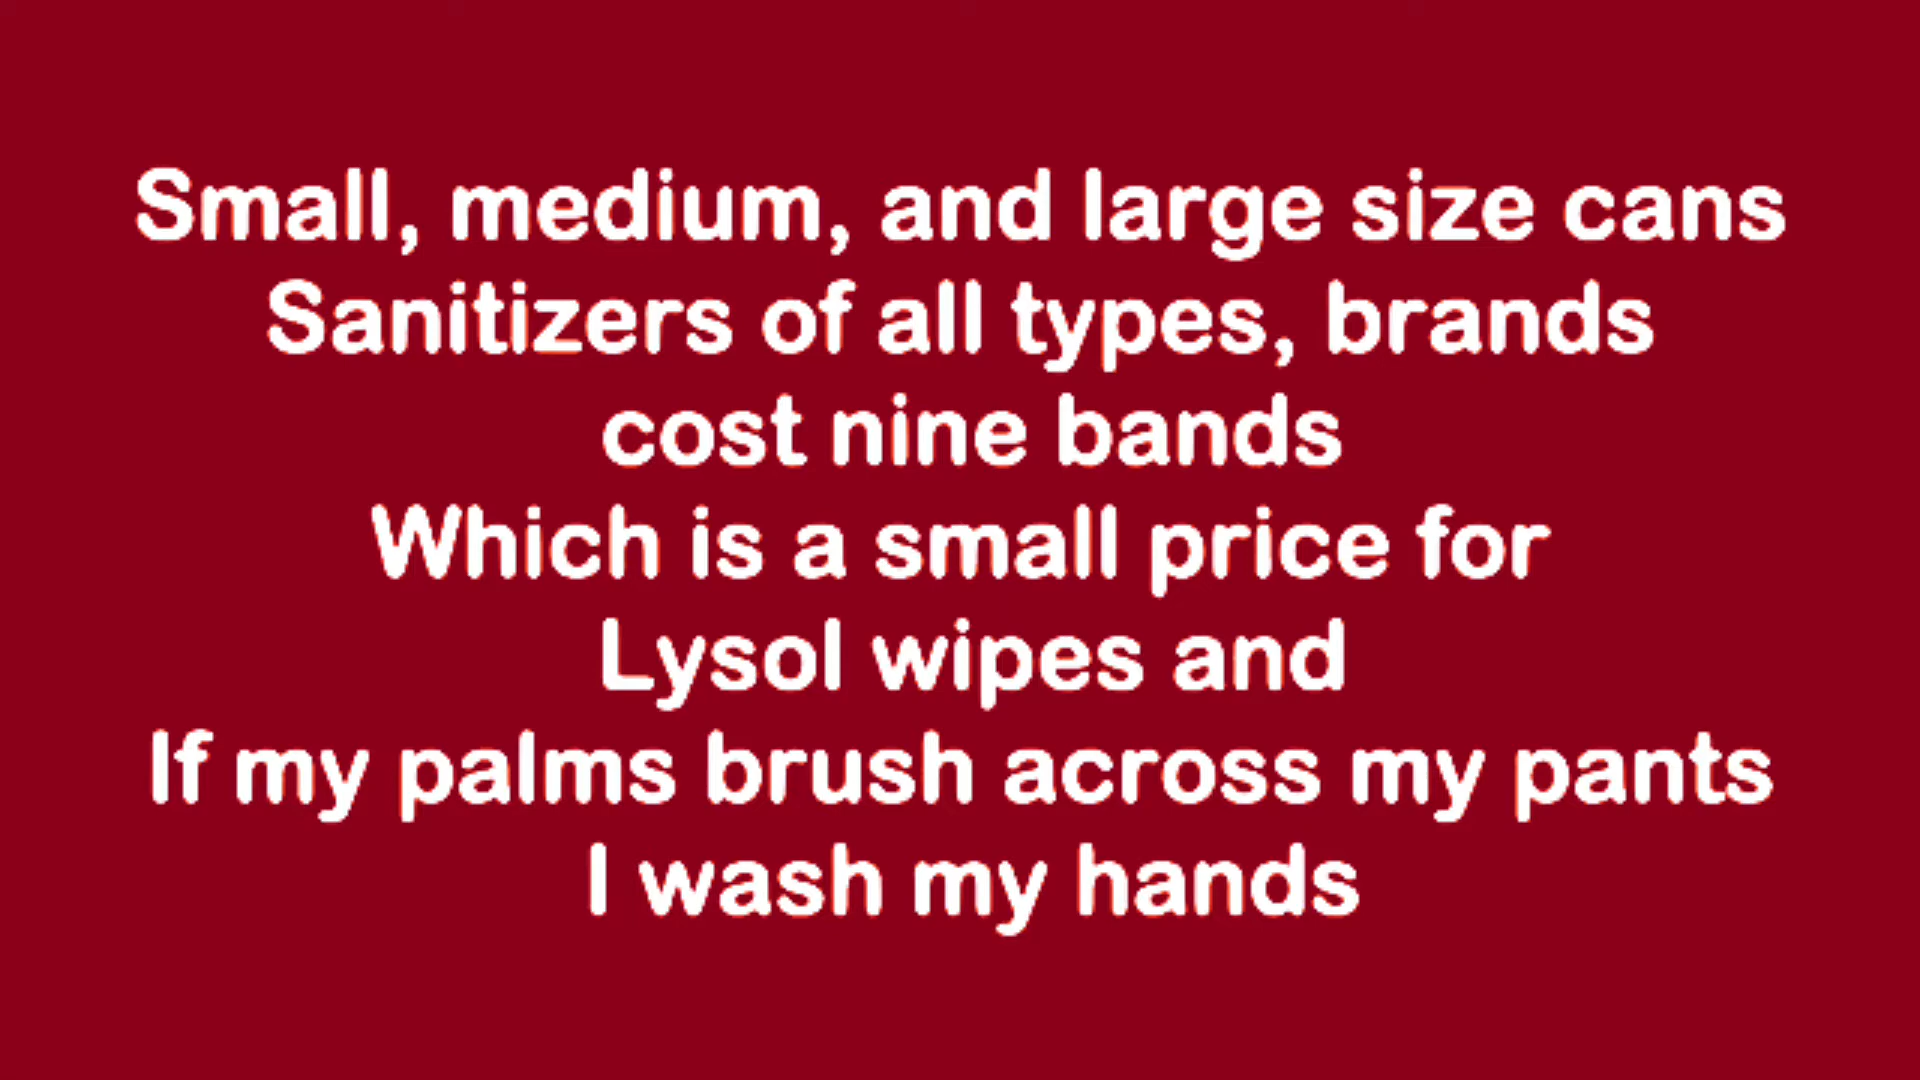 Small, medium, and large size cans
Sanitizers of all types, brands
cost nine bands
Which is a small price for
Lysol wipes and
If my palms brush across my pants
I wash my hands